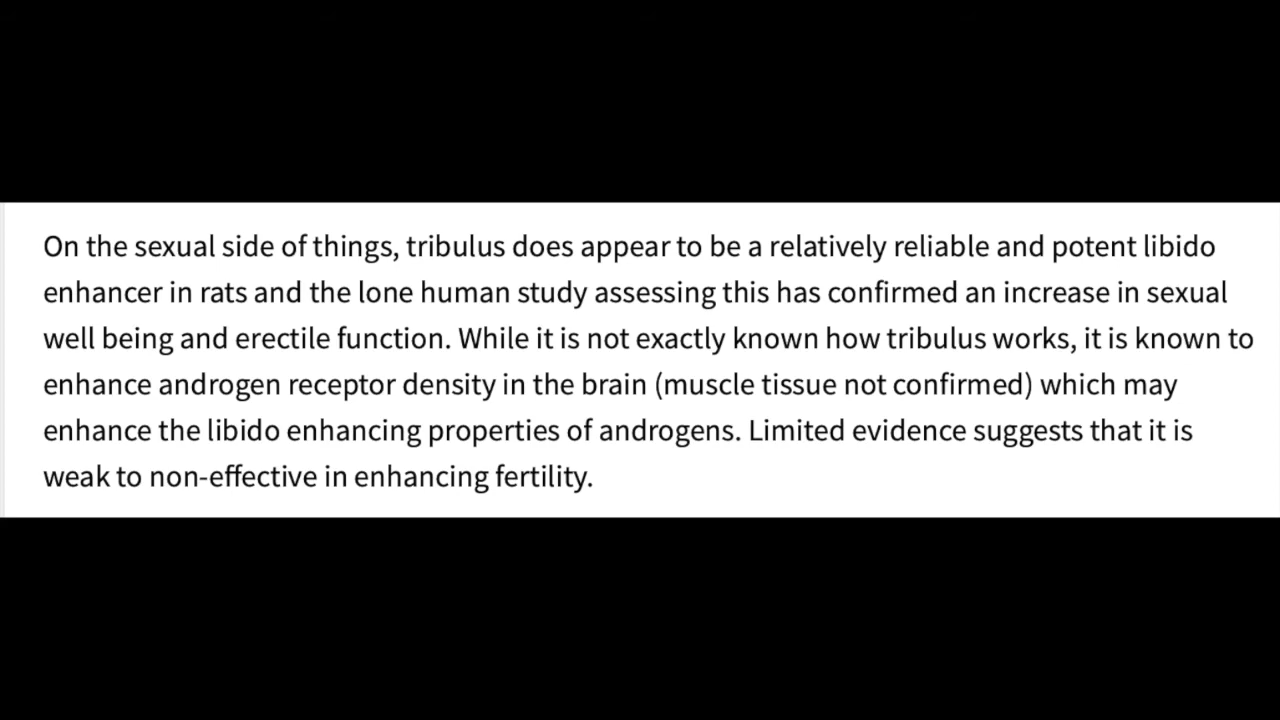 On the sexual side of things, tribulus does appear to be a relatively reliable and potent libido
enhancer in rats and the lone human study assessing this has confirmed an increase in sexual
well being and erectile function. While it is not exactly known how tribulus works, it is known to
enhance androgen receptor density in the brain (muscle tissue not confirmed) which may
enhance the libido enhancing properties of androgens. Limited evidence suggests that it is
weak to non-effective in enhancing fertility.